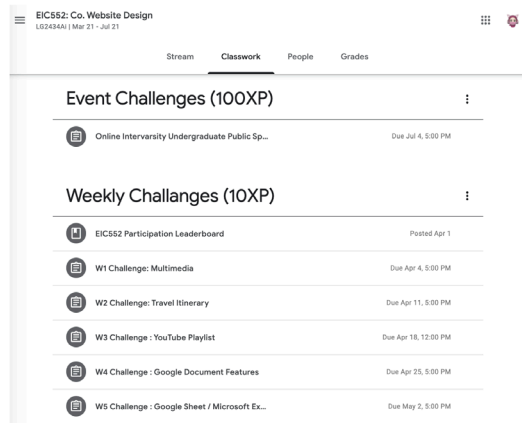 EIC552: Co. Website Design
LG2434Ai | Mar 21 - Jul 21
Stream Classwork People Grades
Event Challenges (100XP)
Online Intervarsity Undergraduate Public Sp... Due Jul 4, 5:00 PM
Weekly Challanges (10XP)
EIC552 Participation Leaderboard Posted Apr 1
W1 Challenge: Multimedia Due Apr 4, 5:00 PM
W2 Challenge: Travel Itinerary Due Apr 11, 5:00 PM
W3 Challenge : YouTube Playlist Due Apr 18, 12:00 PM
W4 Challenge : Google Document Features Due Apr 25, 5:00 PM
W5 Challenge : Google Sheet / Microsoft Ex... Due May 2, 5:00 PM